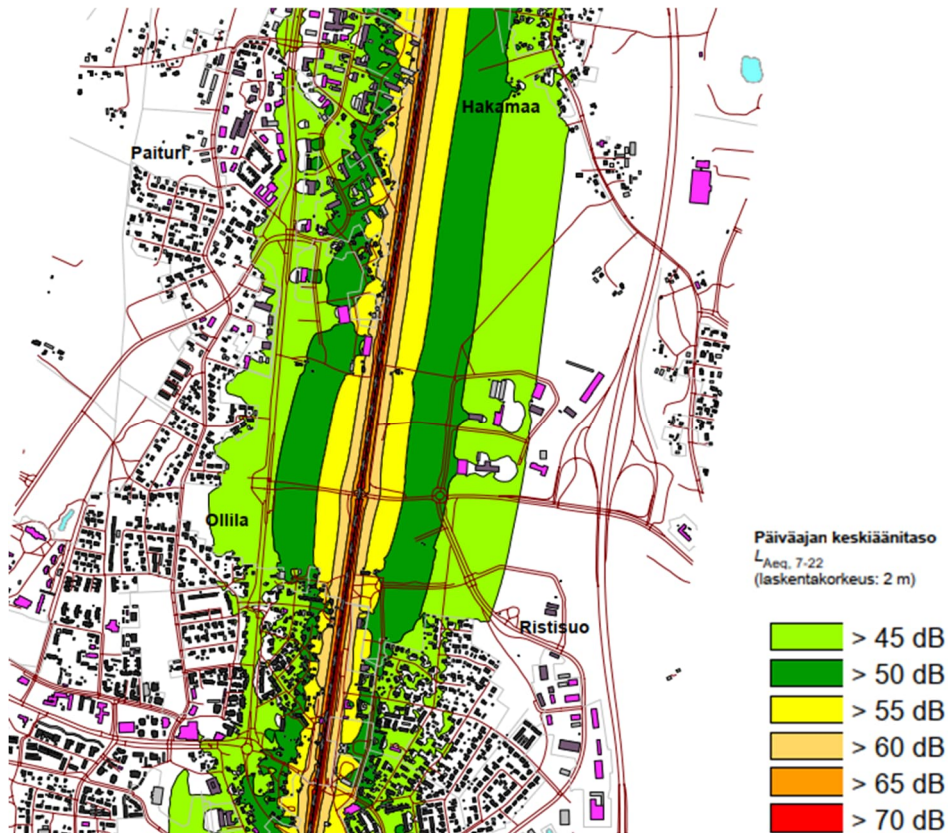 Hakamaa
Paituri
Ollila
Päiväajan keskiäänitaso
LAeq, 7-22
(laskentakorkeus: 2 m)
Ristisuo
> 45 dB
> 50 dB
> 55 dB
> 60 dB
> 65 dB
> 70 dB